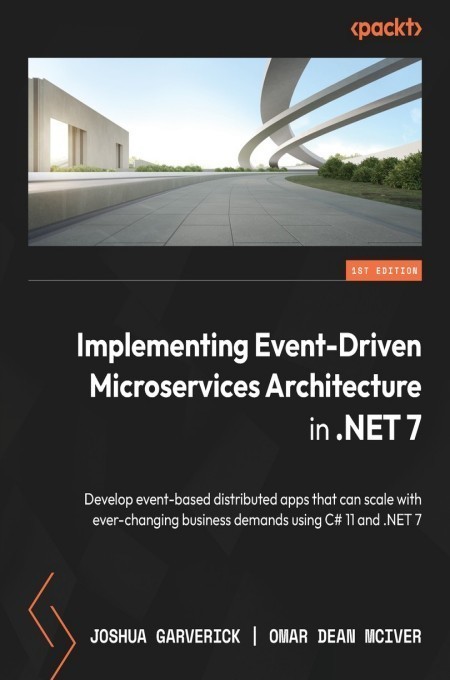 <packt>
1ST EDITION
Implementing Event-Driven
Microservices Architecture
in .NET 7
Develop event-based distributed apps that can scale with
ever-changing business demands using C# 11 and .NET 7
JOSHUA GARVERICK | OMAR DEAN MCIVER